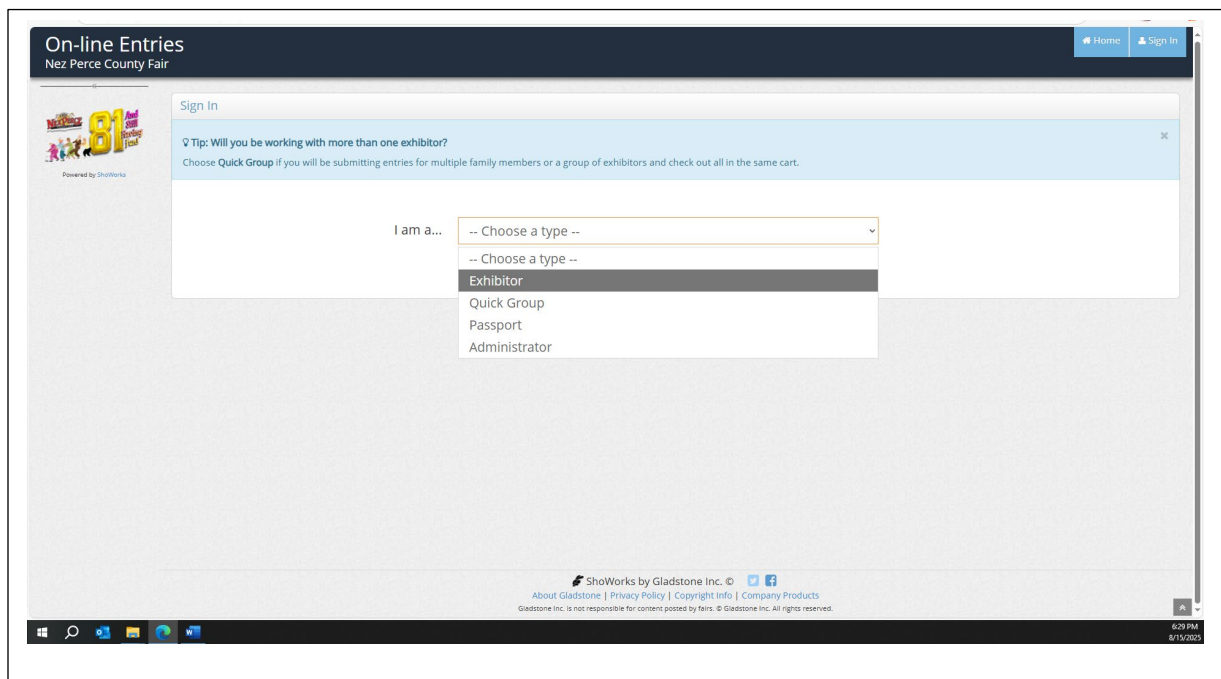 On-line Entries
Nez Perce County Fair
Home
Sign In
81
And
Still
Having
Powered by ShoWorks
Sign In
Tip: Will you be working with more than one exhibitor?
×
Choose Quick Group if you will be submitting entries for multiple family members or a group of exhibitors and check out all in the same cart.
I am a...
-- Choose a type --
-- Choose a type --
Exhibitor
Quick Group
Passport
Administrator
ShoWorks by Gladstone Inc. ©
About Gladstone | Privacy Policy | Copyright Info | Company Products
Gladstone Inc. is not responsible for content posted by fairs. © Gladstone Inc. All rights reserved.
6:29 PM
8/15/2025